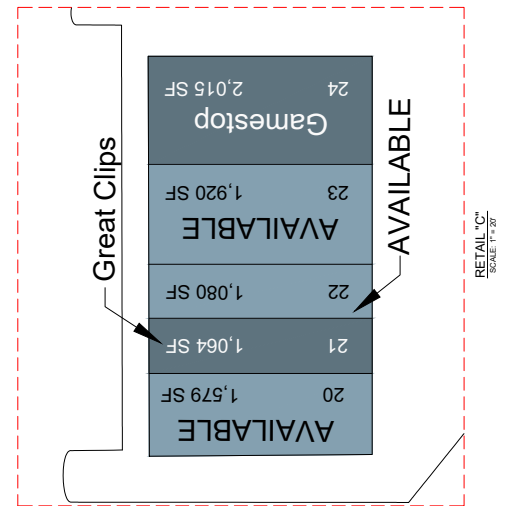 24 2,015 SF
Gamestop
23 1,920 SF
AVAILABLE
22 1,080 SF
21 1,064 SF
20 1,579 SF
AVAILABLE
Great Clips
AVAILABLE
RETAIL "C"
SCALE: 1" = 20'